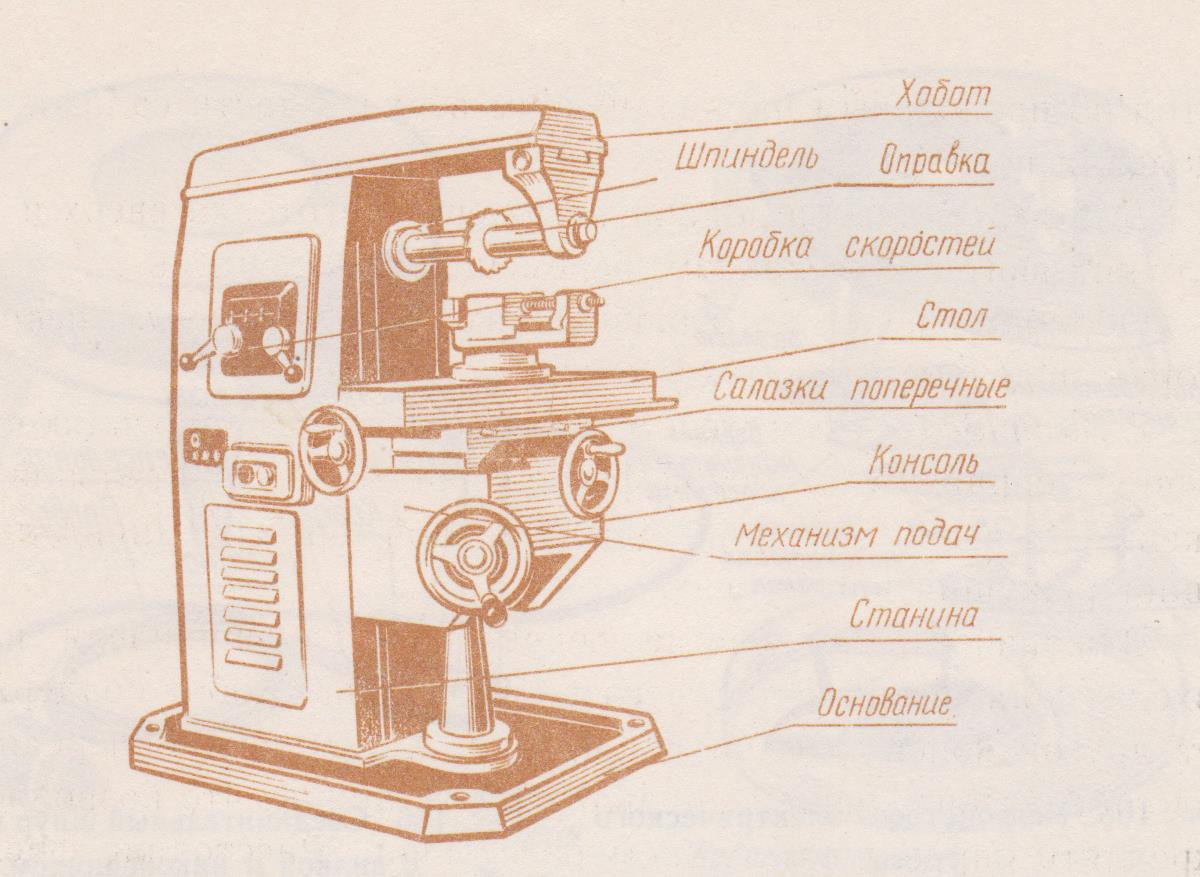 Хобот
Шпиндель Оправка
Коробка скоростей
Стол
Салазки поперечные
Консоль
Механизм подач
Станина
Основание